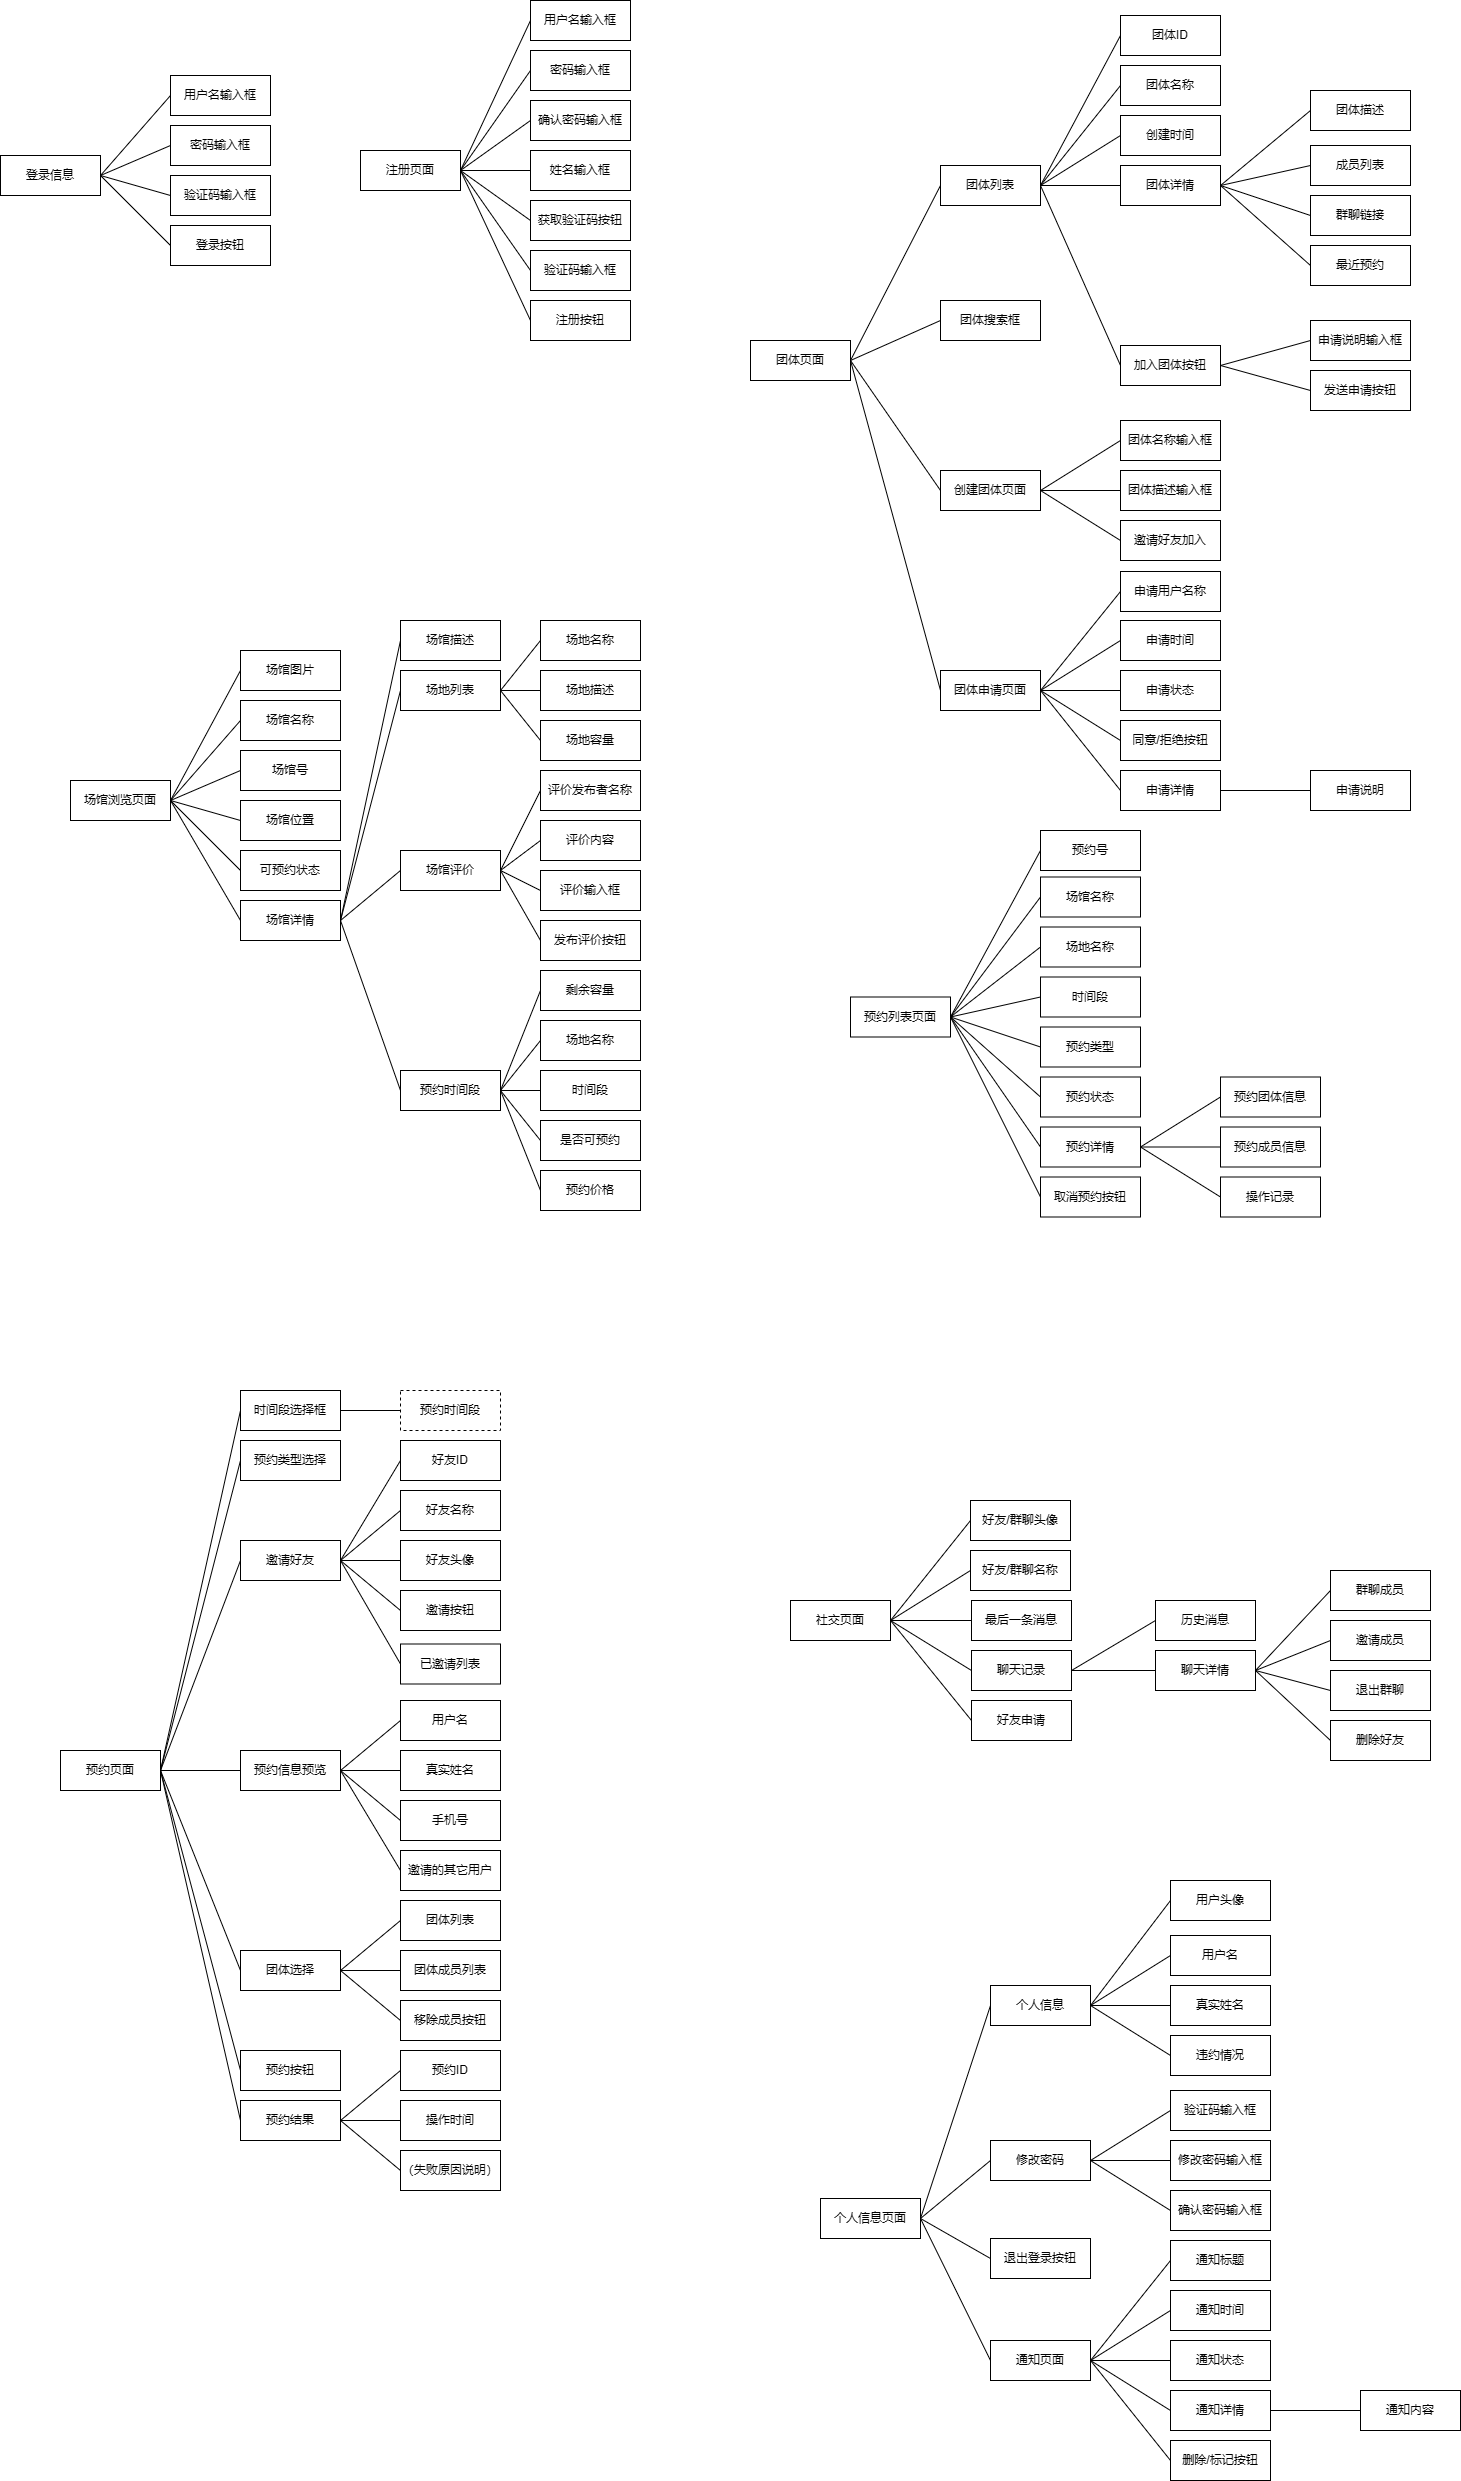 登录信息
用户名输入框
密码输入框
验证码输入框
登录按钮
注册页面
用户名输入框
密码输入框
确认密码输入框
姓名输入框
获取验证码按钮
验证码输入框
注册按钮
团体页面
团体列表
团体ID
团体名称
创建时间
团体详情
团体描述
成员列表
群聊链接
最近预约
加入团体按钮
申请说明输入框
发送申请按钮
团体搜索框
创建团体页面
团体名称输入框
团体描述输入框
邀请好友加入
团体申请页面
申请用户名称
申请时间
申请状态
同意/拒绝按钮
申请详情
申请说明
场馆浏览页面
场馆图片
场馆名称
场馆号
场馆位置
可预约状态
场馆详情
场馆描述
场地列表
场地名称
场地描述
场地容量
场馆评价
评价发布者名称
评价内容
评价输入框
发布评价按钮
预约时间段
剩余容量
场地名称
时间段
是否可预约
预约价格
预约列表页面
预约号
场馆名称
场地名称
时间段
预约类型
预约状态
预约详情
预约团体信息
预约成员信息
操作记录
取消预约按钮
预约页面
时间段选择框
预约时间段
预约类型选择
邀请好友
好友ID
好友名称
好友头像
邀请按钮
已邀请列表
预约信息预览
用户名
真实姓名
手机号
邀请的其它用户
团体选择
团体列表
团体成员列表
移除成员按钮
预约按钮
预约结果
预约ID
操作时间
（失败原因说明）
社交页面
好友/群聊头像
好友/群聊名称
最后一条消息
聊天记录
历史消息
聊天详情
群聊成员
邀请成员
退出群聊
删除好友
好友申请
个人信息页面
个人信息
用户头像
用户名
真实姓名
违约情况
修改密码
验证码输入框
修改密码输入框
确认密码输入框
退出登录按钮
通知页面
通知标题
通知时间
通知状态
通知详情
通知内容
删除/标记按钮